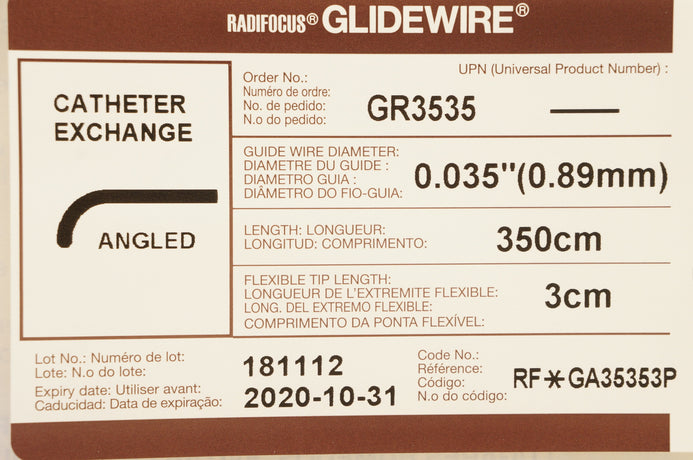 RADIFOCUS® GLIDEWIRE®
CATHETER
EXCHANGE
ANGLED
UPN (Universal Product Number) :
Order No.:
Numéro de ordre:
No. de pedido:
N.o do pedido:
GR3535
GUIDE WIRE DIAMETER:
DIAMETRE DU GUIDE :
DIAMETRO GUIA :
DIÂMETRO DO FIO-GUIA:
0.035"(0.89mm)
LENGTH: LONGUEUR:
LONGITUD: COMPRIMENTO:
350cm
FLEXIBLE TIP LENGTH:
LONGUEUR DE L'EXTREMITE FLEXIBLE:
LONG. DEL EXTREMO FLEXIBLE:
COMPRIMENTO DA PONTA FLEXÍVEL:
3cm
Lot No.: Numéro de lot:
Lote: N.o do lote:
181112
Expiry date: Utiliser avant:
Caducidad: Data de expiração:
2020-10-31
Code No.:
Référence:
Código:
N.o do código:
RF*GA35353P